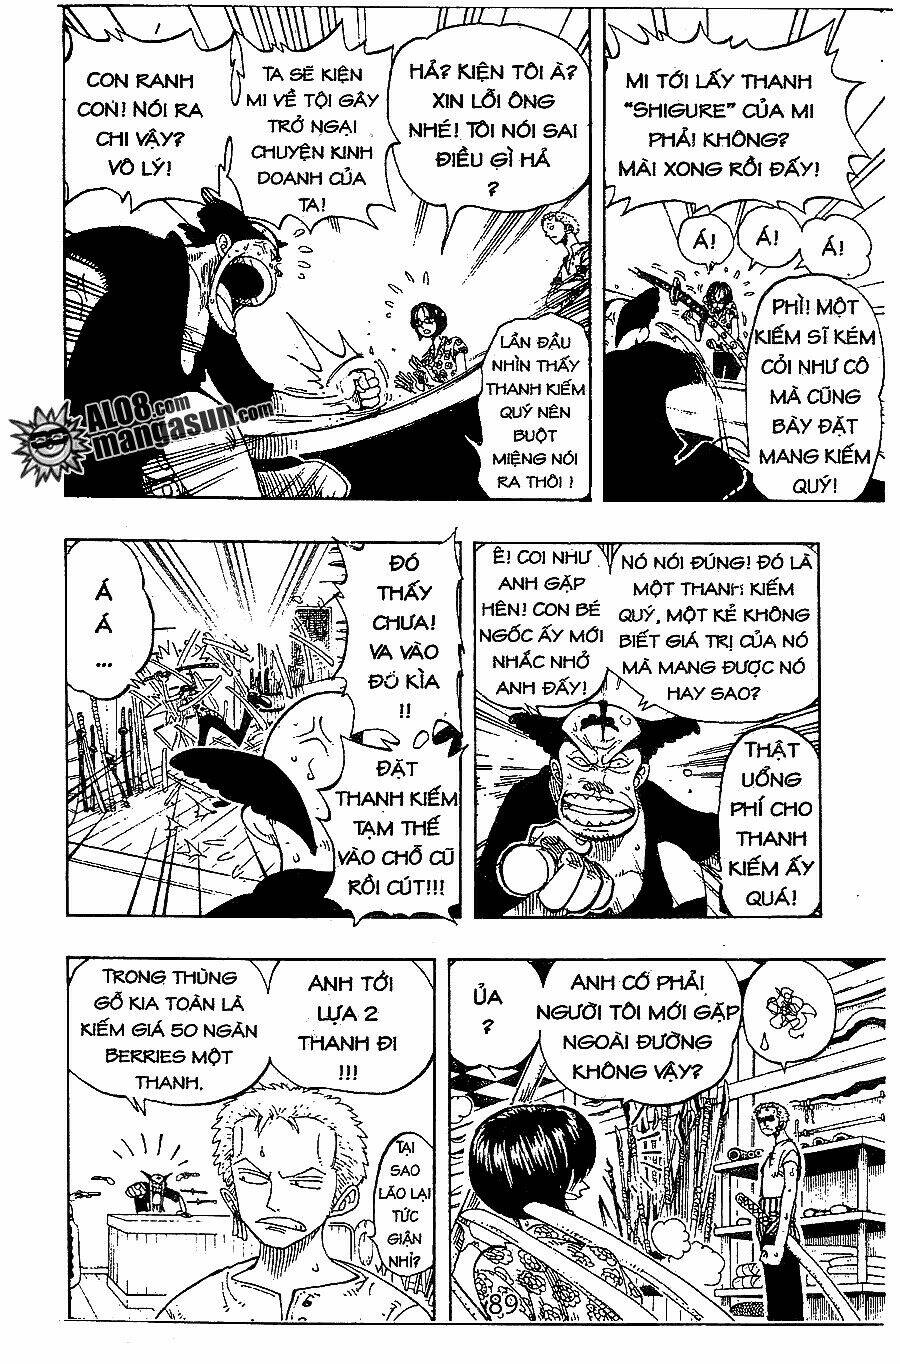 CON RANH
CON! NÓI RA
CHI VẬY?
VÔ LÝ!
TA SẼ KIỆN
MI VỀ TỘI GÂY
TRỞ NGẠI
CHUYỆN KINH
DOANH CỦA
TA!
HẢ? KIỆN TÔI À?
XIN LỖI ÔNG
NHÉ! TÔI NÓI SAI
ĐIỀU GÌ HẢ
?
LẦN ĐẦU
NHÌN THẤY
THANH KIẾM
QUÝ NÊN
BUỘT
MIỆNG NÓI
RA THÔI!
MI TỚI LẤY THANH
"SHIGURE" CỦA MI
PHẢI KHÔNG?
MÀI XONG RỒI ĐẤY!
Á!
Á!
Á!
PHÌ! MỘT
KIẾM SĨ KÉM
CỎI NHƯ CÔ
MÀ CŨNG
BÀY ĐẶT
MANG KIẾM
QUÝ!
ALO8.com
mangasun.com
Á
Á
...
ĐÓ
THẤY
CHƯA!
VA VÀO
ĐÓ KÌA
!!
ĐẶT
THANH KIẾM
TẠM THẾ
VÀO CHỖ CŨ
RỒI CÚT!!!
Ê! COI NHƯ
ANH GẶP
HÊN! CON BÉ
NGỐC ẤY MỚI
NHẮC NHỞ
ANH ĐẤY!
NÓ NÓI ĐÚNG! ĐÓ LÀ
MỘT THANH KIẾM
QUÝ, MỘT KẺ KHÔNG
BIẾT GIÁ TRỊ CỦA NÓ
MÀ MANG ĐƯỢC NÓ
HAY SAO?
THẬT
UỔNG
PHÍ CHO
THANH
KIẾM ẤY
QUÁ!
TRONG THÙNG
GỖ KIA TOÀN LÀ
KIẾM GIÁ 50 NGÀN
BERRIES MỘT
THANH.
ANH TỚI
LỰA 2
THANH ĐI
!!!
TẠI
SAO
LÃO LẠI
TỨC
GIẬN
NHỈ?
ỦA
?
ANH CÓ PHẢI
NGƯỜI TÔI MỚI GẶP
NGOÀI ĐƯỜNG
KHÔNG VẬY?
89